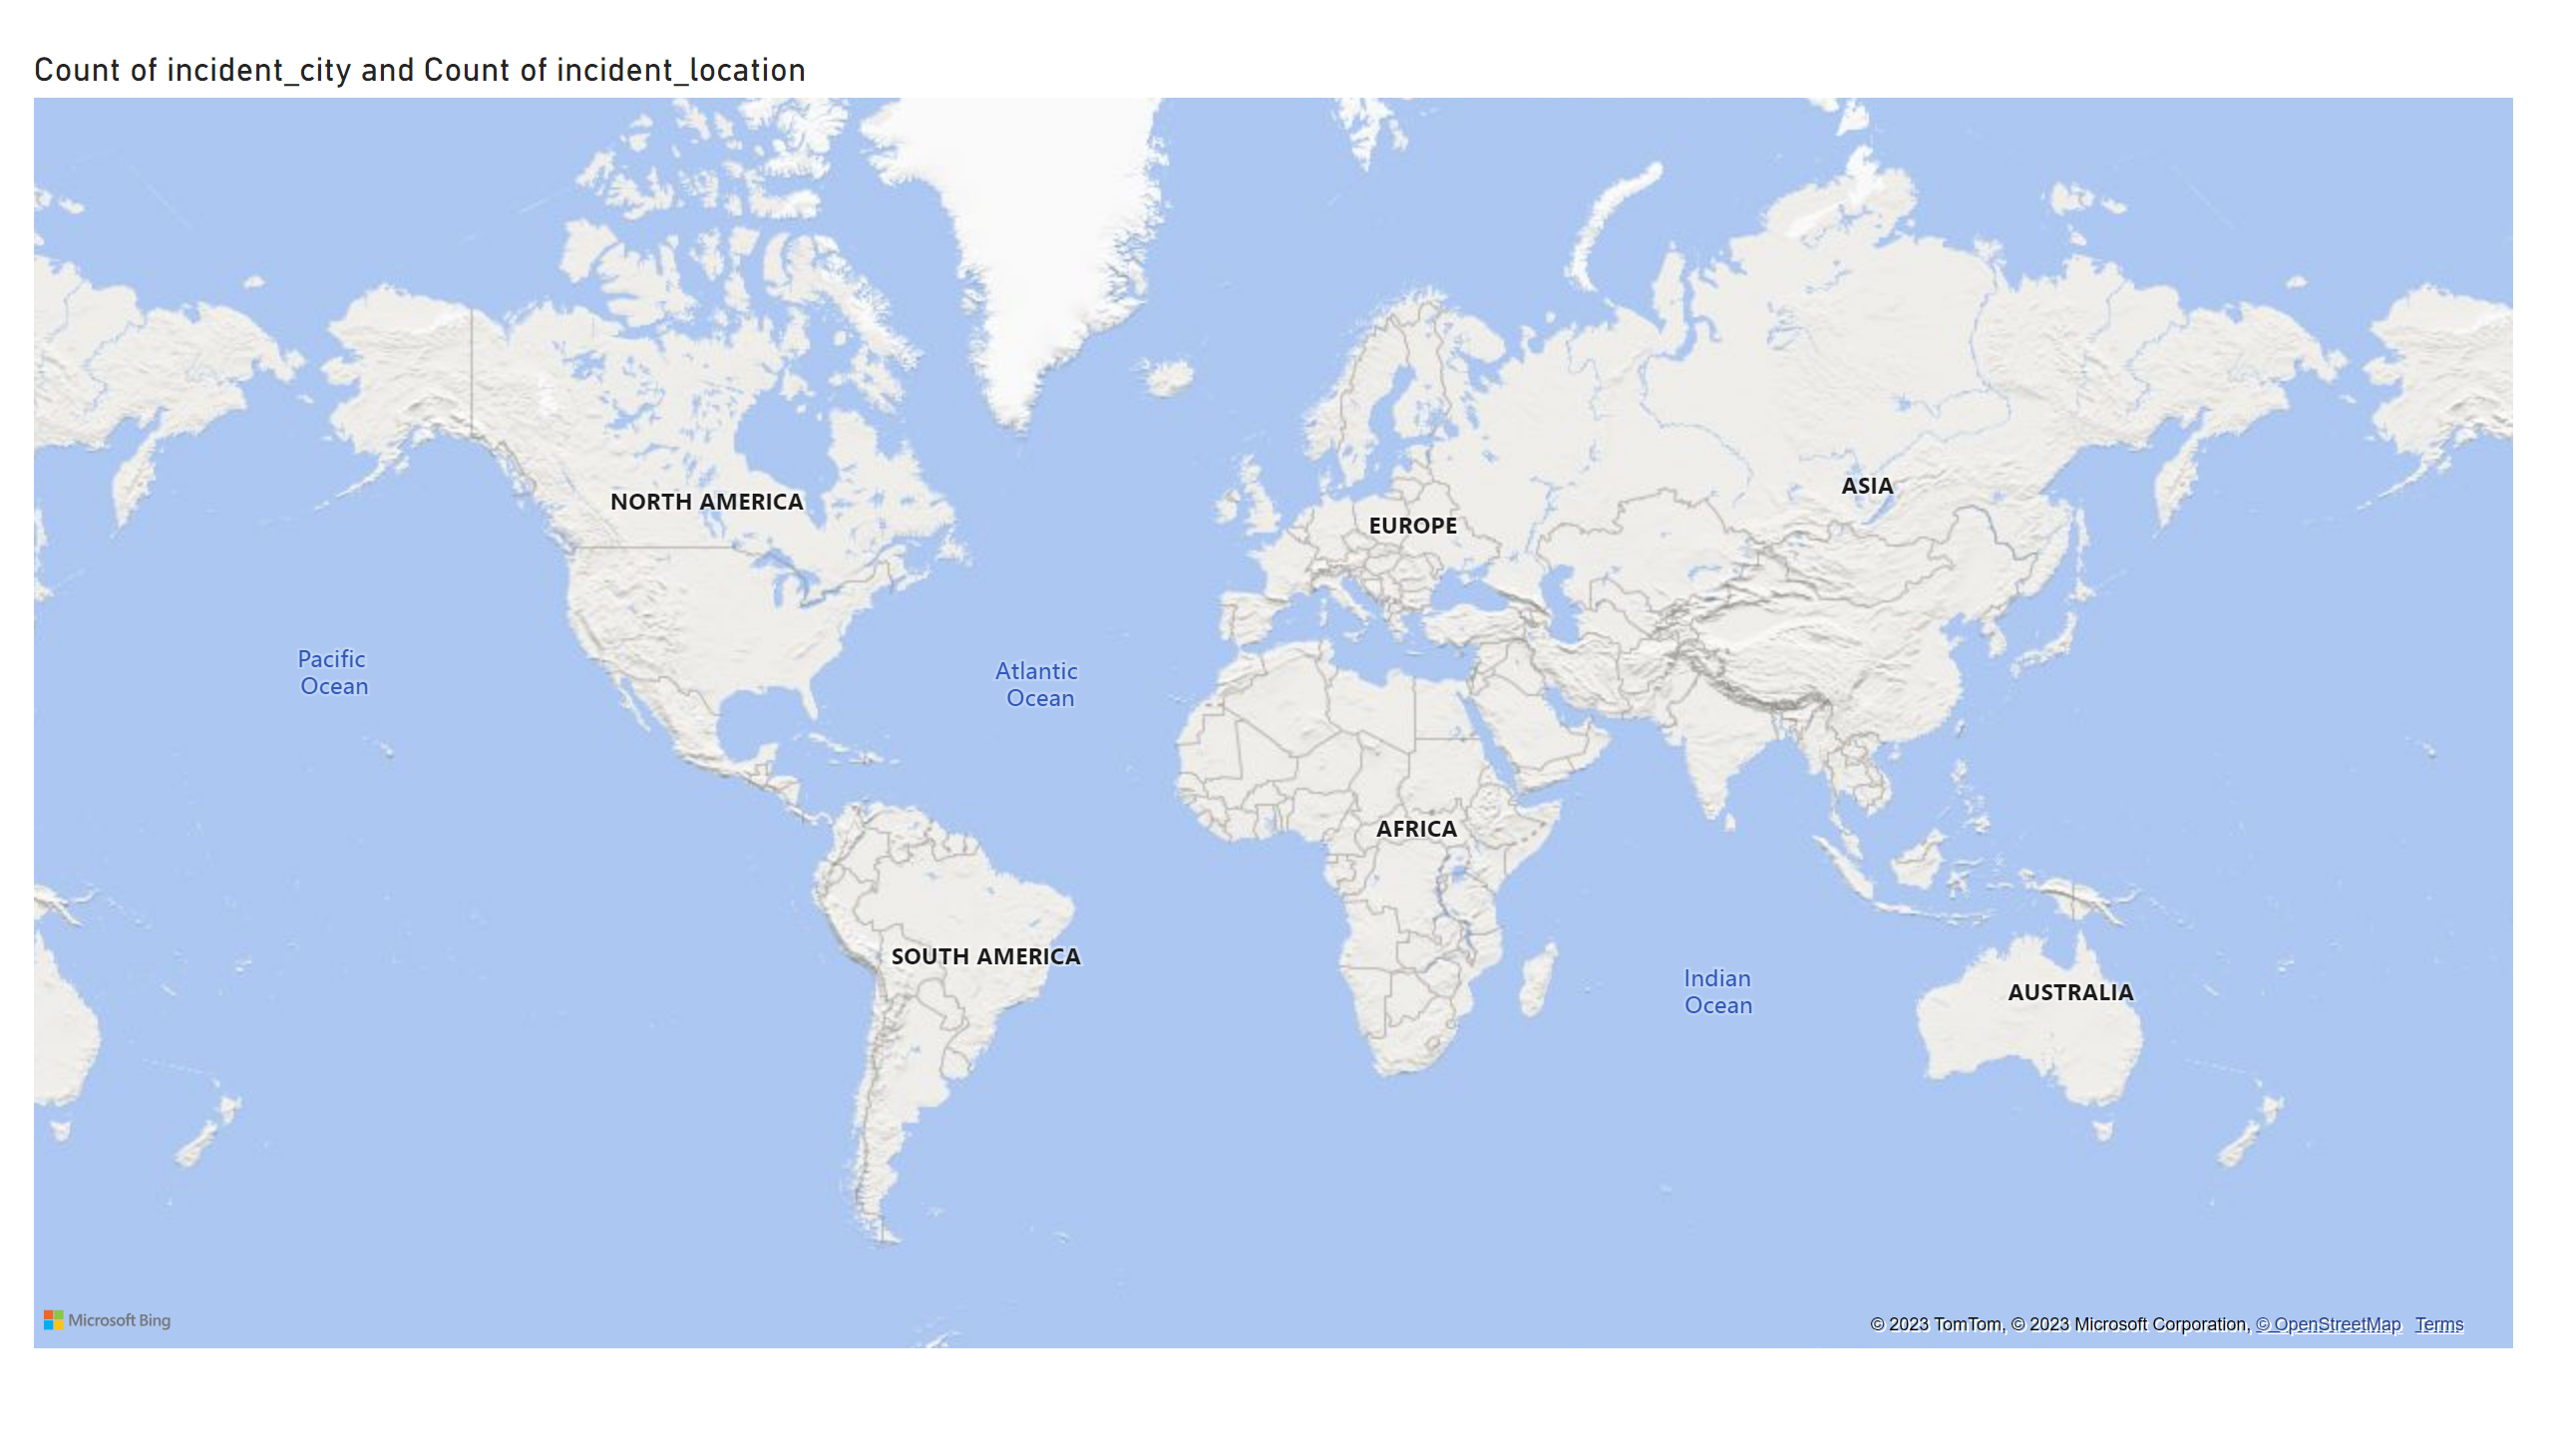 Count of incident_city and Count of incident_location
NORTH AMERICA
ASIA
EUROPE
Pacific
Ocean
Atlantic
Ocean
AFRICA
SOUTH AMERICA
Indian
Ocean
AUSTRALIA
Microsoft Bing
© 2023 TomTom, © 2023 Microsoft Corporation, © OpenStreetMap Terms